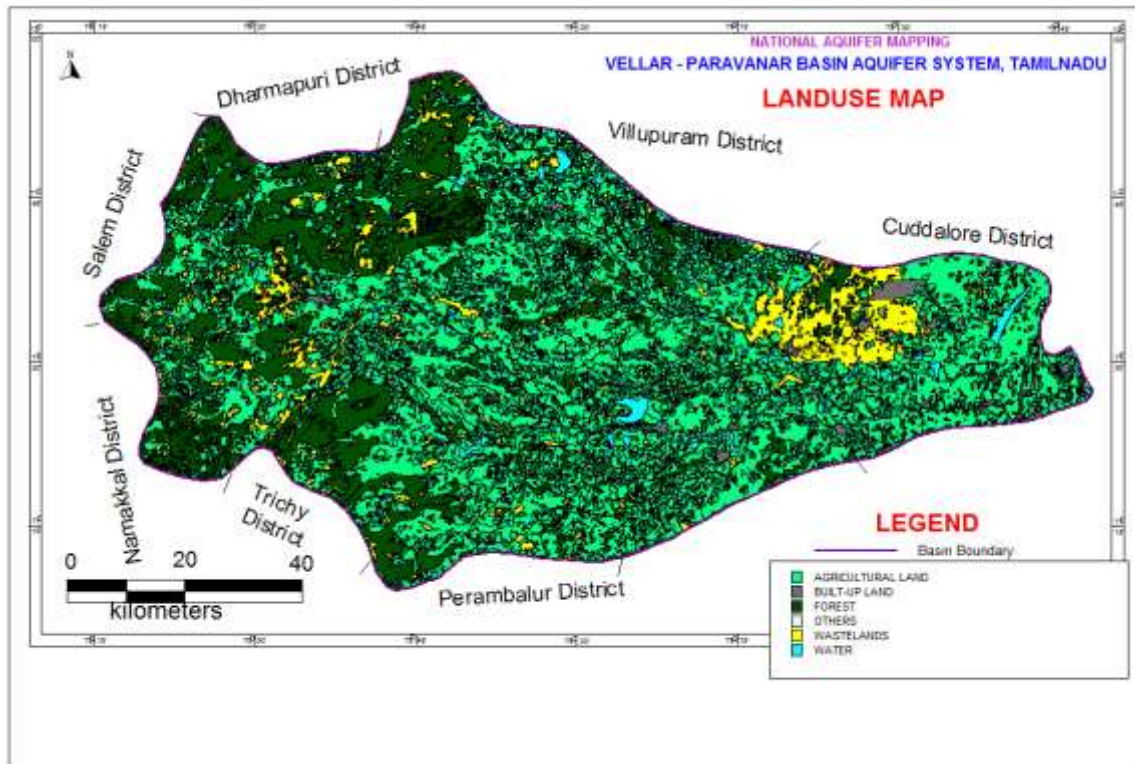 NATIONAL AQUIFER MAPPING
VELLAR - PARAVANAR BASIN AQUIFER SYSTEM, TAMILNADU
LANDUSE MAP
N
Dharmapuri District
Villupuram District
Salem District
Cuddalore District
Namakkal District
Trichy
District
Perambalur District
0 20 40
kilometers
LEGEND
Basin Boundary
AGRICULTURAL LAND
BUILT-UP LAND
FOREST
OTHERS
WASTELANDS
WATER